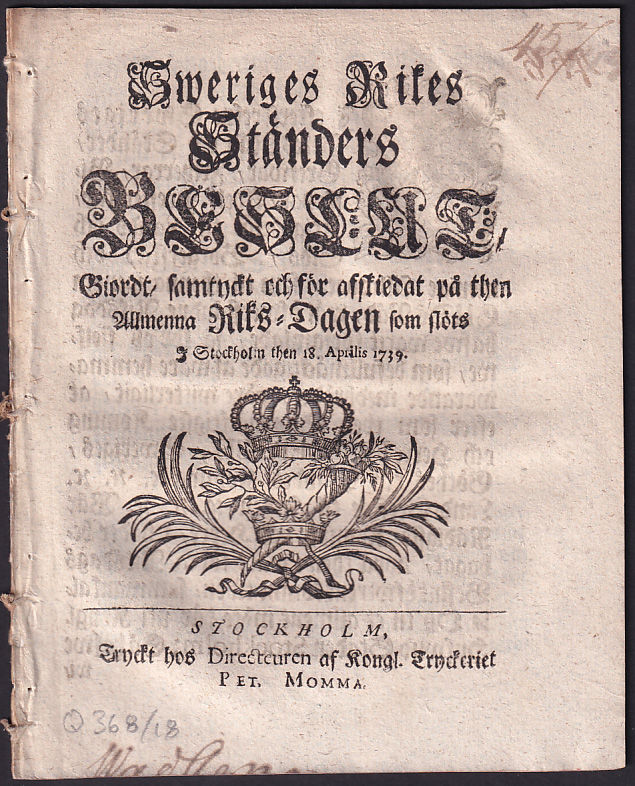 Sweriges Rikes
Ständers
BESLUT,
Giordt/ samtyckt och för afskiedat på then
Allmenna Riks-Dagen som slöts
J Stockholm then 18. Aprilis 1739.
STOCKHOLM,
Tryckt hos Directeuren af Kongl. Tryckeriet
PET. MOMMA.
Q 368/18